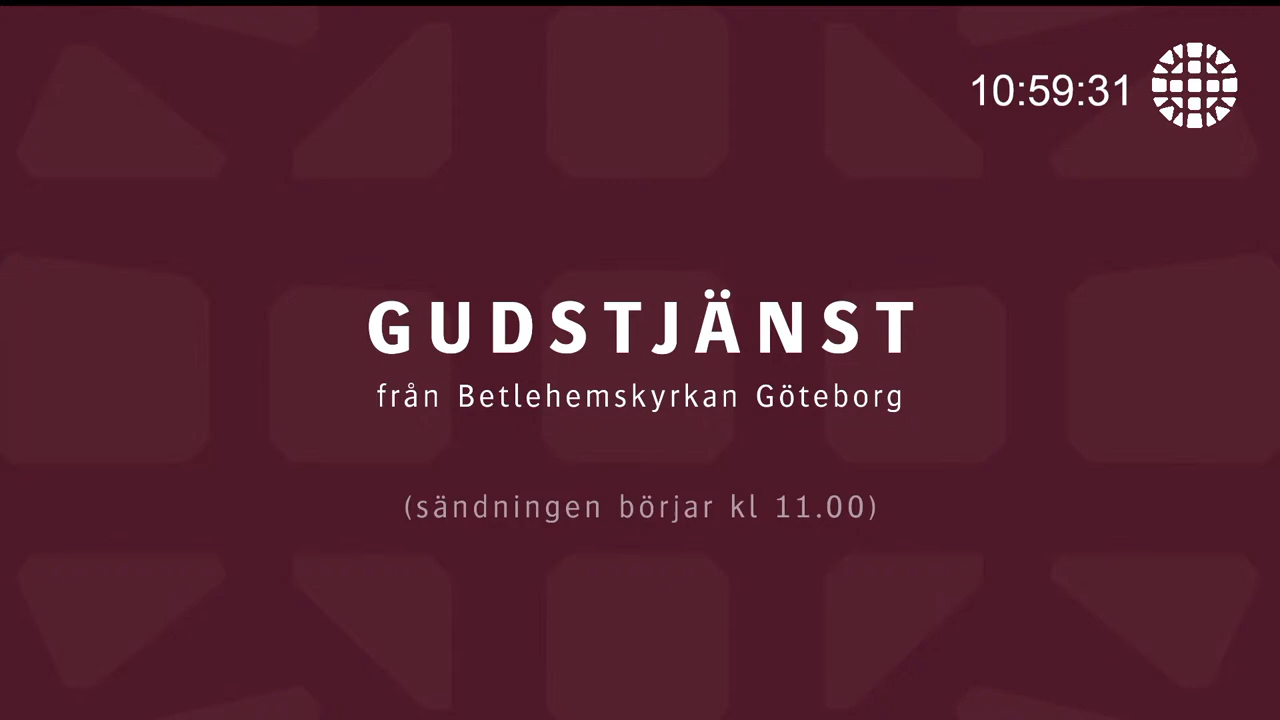 10:59:31
GUDSTJÄNST
från Betlehemskyrkan Göteborg
(sändningen börjar kl 11.00)